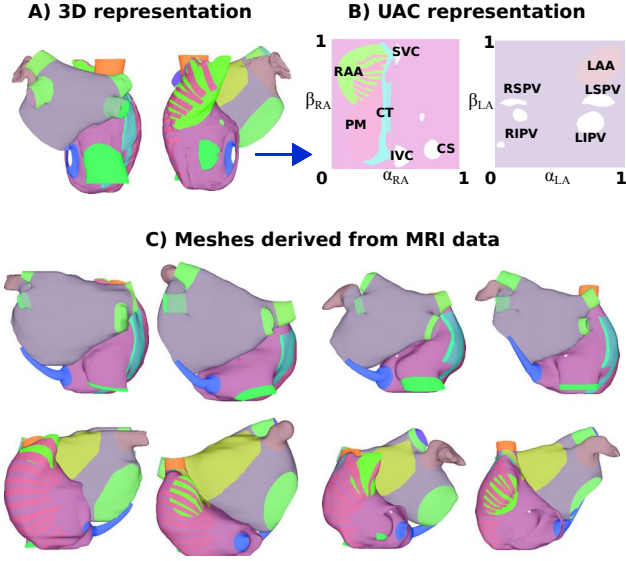 A) 3D representation
B) UAC representation
1
SVC
RAA
β_RA
CT
PM
IVC
CS
0
α_RA
1
1
LAA
RSPV
LSPV
β_LA
RIPV
LIPV
0
α_LA
1
C) Meshes derived from MRI data